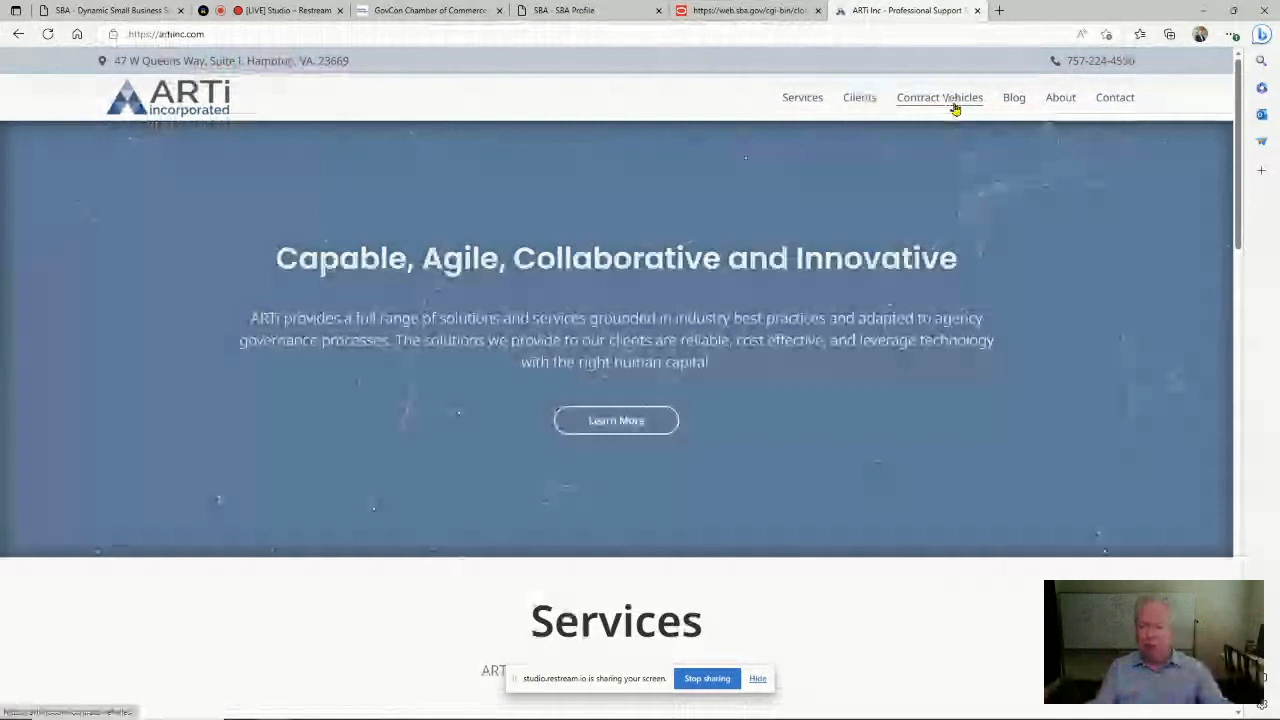 SBA - Dynamic Small Business S
[LIVE] Studio – Restream
GovCon Chamber of Commerce
SBA - SBA Profile
https://web.sba.gov/cgi-bin/clo
ARTi Inc - Professional Support S
https://artiinc.com
47 W Queens Way, Suite I, Hampton, VA. 23669
757-224-4550
ARTi
incorporated
Services
Clients
Contract Vehicles
Blog
About
Contact
Capable, Agile, Collaborative and Innovative
ARTi provides a full range of solutions and services grounded in industry best practices and adapted to agency
governance processes. The solutions we provide to our clients are reliable, cost effective, and leverage technology
with the right human capital
Learn More
Services
ART
studio.restream.io is sharing your screen.
Stop sharing
Hide